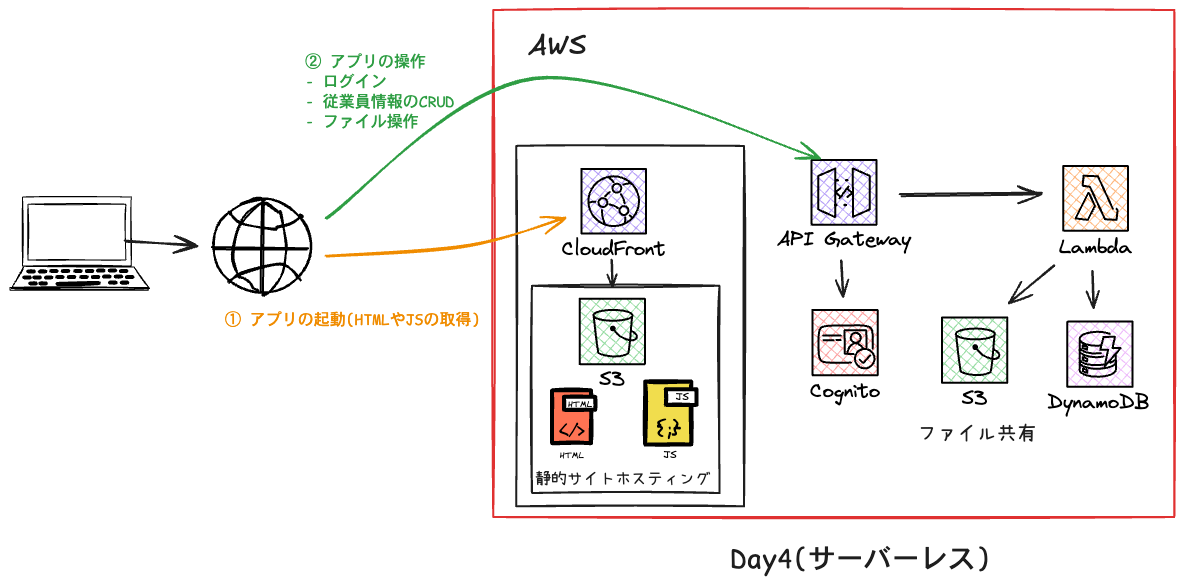 AWS
② アプリの操作
- ログイン
- 従業員情報のCRUD
- ファイル操作
① アプリの起動(HTMLやJSの取得)
CloudFront
S3
HTML
</>
HTML
JS
{;}
JS
静的サイトホスティング
</>
API Gateway
Lambda
Cognito
S3
ファイル共有
DynamoDB
Day4(サーバーレス)